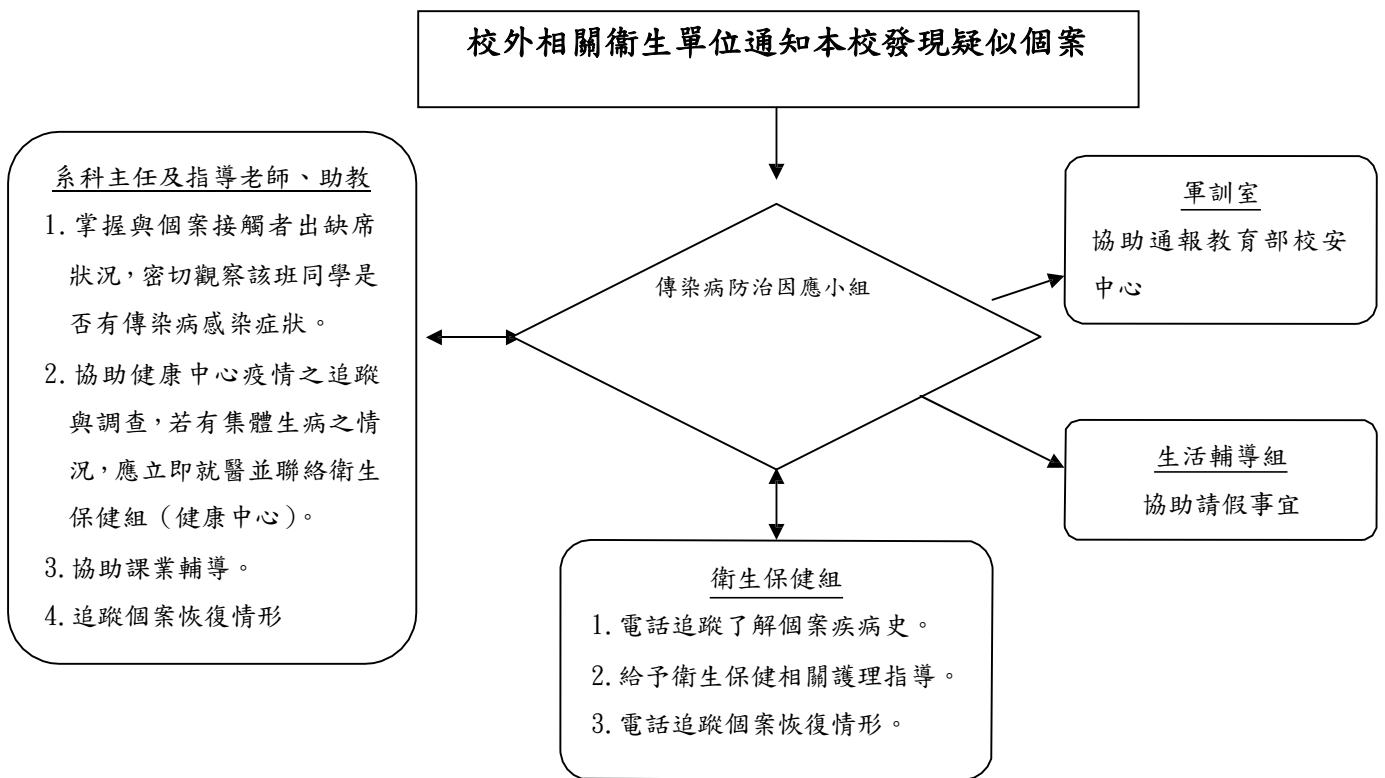 校外相關衞生單位通知本校發現疑似個案
系科主任及指導老師、助教
1.掌握與個案接觸者出缺席
狀況，密切觀察該班同學是
否有傳染病感染症狀。
2.協助健康中心疫情之追蹤
與調查，若有集體生病之情
況，應立即就醫並聯絡衛生
保健組（健康中心）。
3.協助課業輔導。
4.追蹤個案恢復情形
傳染病防治因應小組
軍訓室
協助通報教育部校安
中心
生活輔導組
協助請假事宜
衛生保健組
1.電話追蹤了解個案疾病史。
2.給予衛生保健相關護理指導。
3.電話追蹤個案恢復情形。